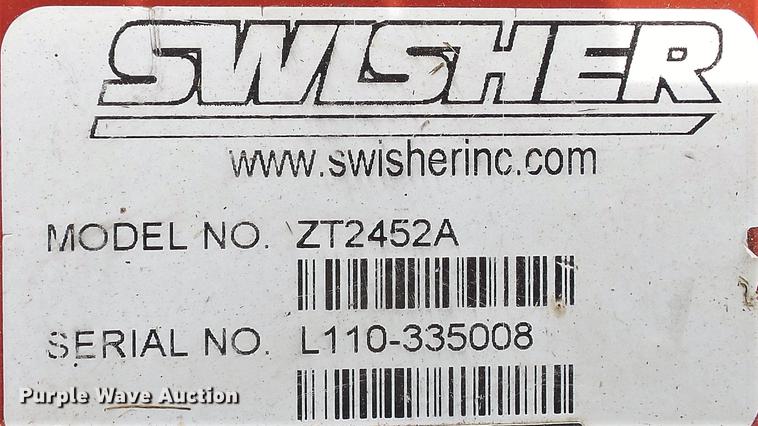 SWISHER
www.swisherinc.com
MODEL NO. ZT2452A
SERIAL NO. L110-335008
Purple Wave Auction